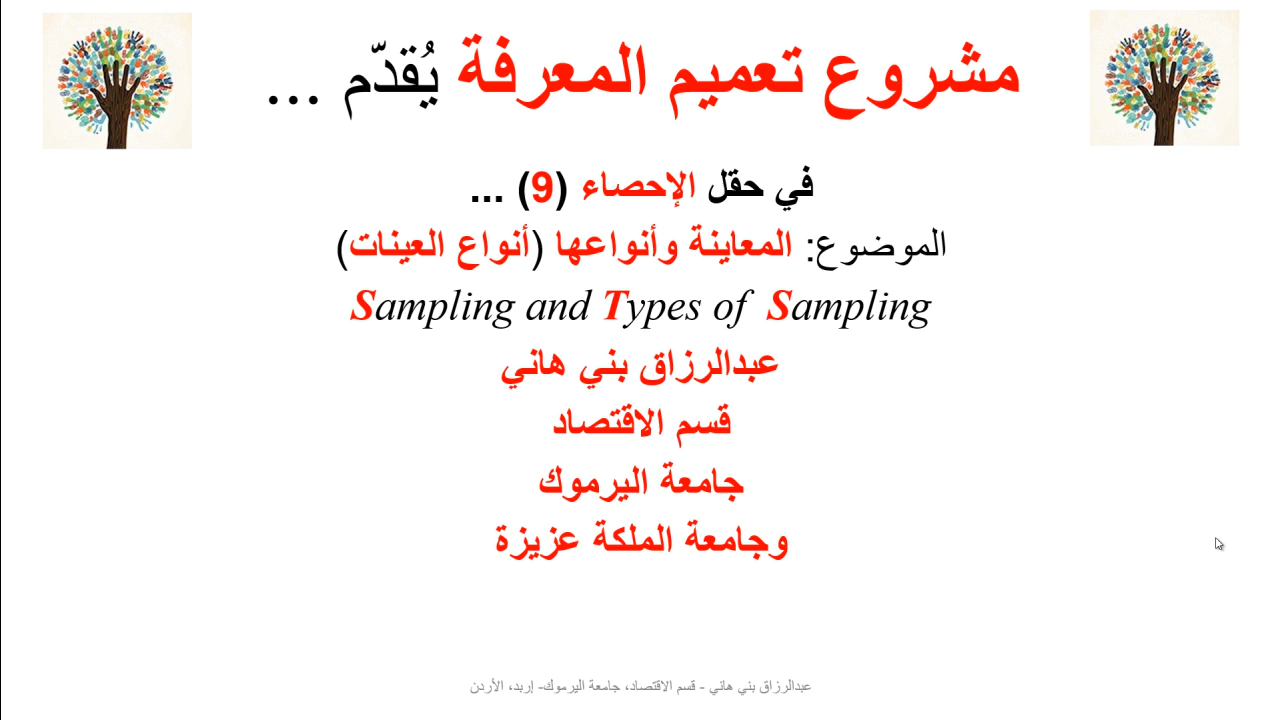 مشروع تعميم المعرفة يُقدّم ...
في حقل الإحصاء (9) ...
الموضوع: المعاينة وأنواعها (أنواع العينات)
Sampling and Types of Sampling
عبدالرزاق بني هاني
قسم الاقتصاد
جامعة اليرموك
وجامعة الملكة عزيزة
عبدالرزاق بني هاني - قسم الاقتصاد، جامعة اليرموك- إربد، الأردن